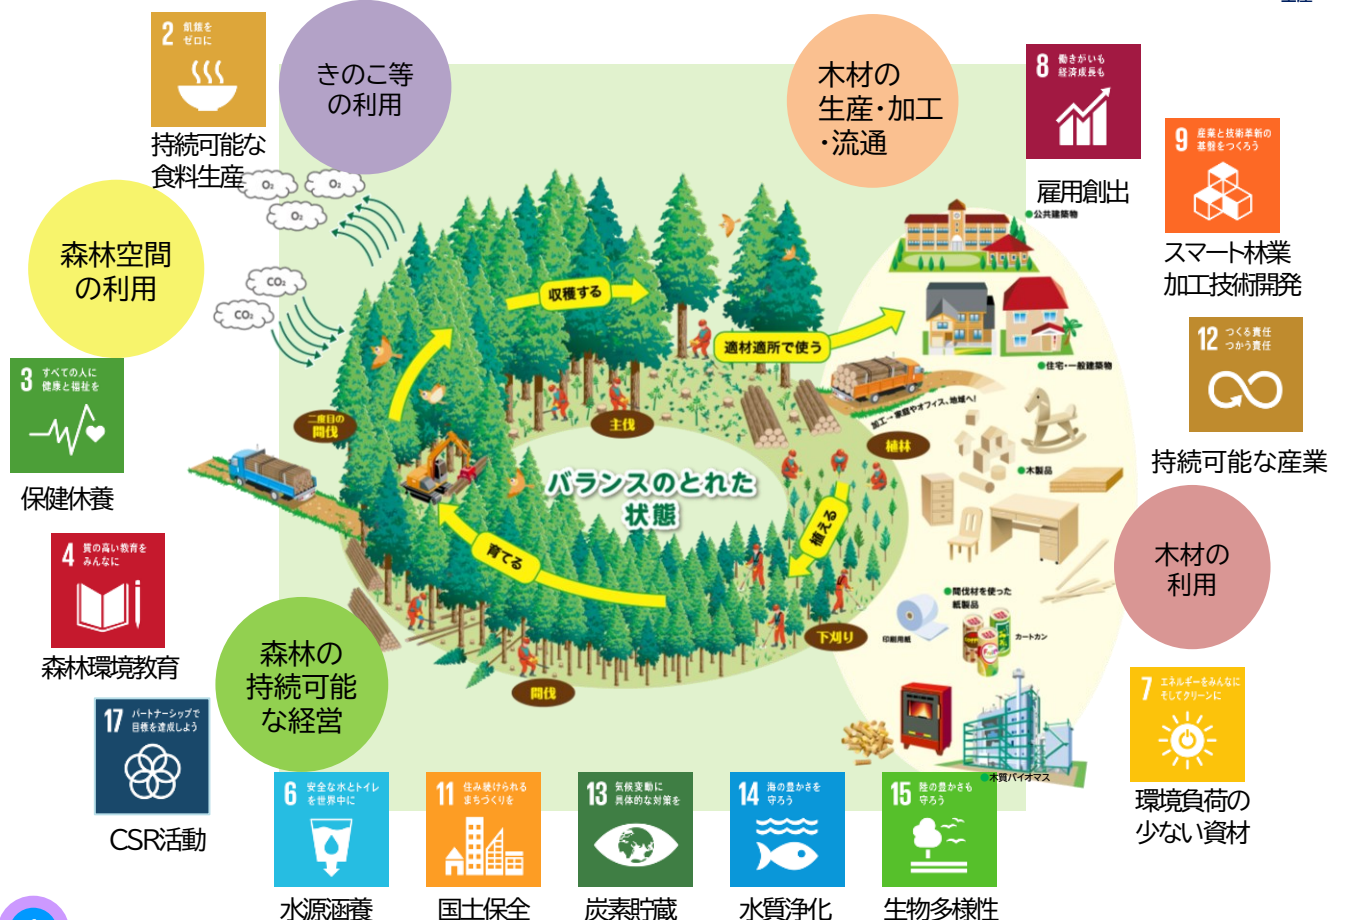 2 飢餓を
ゼロに
持続可能な
食料生産
きのこ等
の利用
木材の
生産・加工
・流通
8 働きがいも
経済成長も
雇用創出
9 産業と技術革新の
基盤をつくろう
スマート林業
加工技術開発
12 つくる責任
つかう責任
持続可能な産業
木材の
利用
7 エネルギーをみんなに
そしてクリーンに
環境負荷の
少ない資材
森林空間
の利用
3 すべての人に
健康と福祉を
保健休養
4 質の高い教育を
みんなに
森林環境教育
17 パートナーシップで
目標を達成しよう
CSR活動
森林の
持続可能
な経営
O₂
O₂
O₂
CO₂
CO₂
収穫する
適材適所で使う
二度目の
間伐
主伐
植林
バランスのとれた
状態
育てる
植える
下刈り
間伐
加工→家庭やオフィス、地域へ!
●公共建築物
●住宅・一般建築物
●木製品
●間伐材を使った
紙製品
印刷用紙
カートカン
●木質バイオマス
6 安全な水とトイレ
を世界中に
水源涵養
11 住み続けられる
まちづくりを
国土保全
13 気候変動に
具体的な対策を
炭素貯蔵
14 海の豊かさを
守ろう
水質浄化
15 陸の豊かさも
守ろう
生物多様性